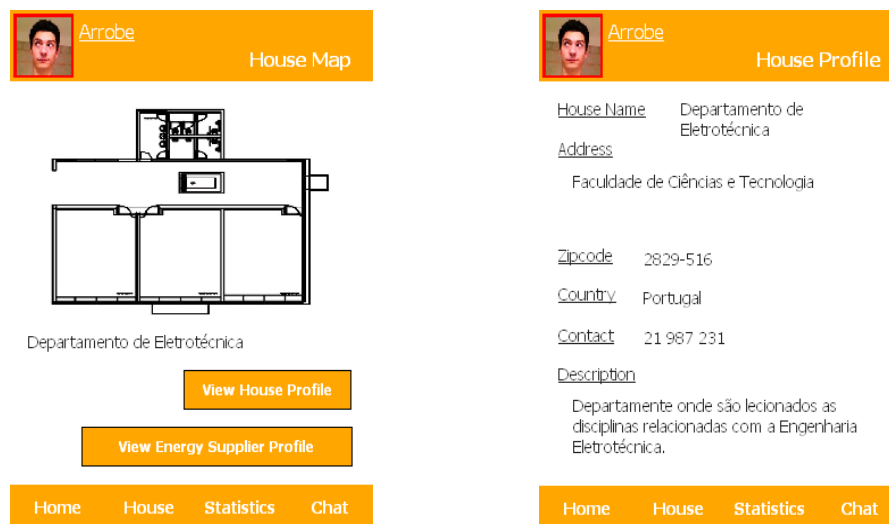 Arrobe
House Map
Departamento de Eletrotécnica
View House Profile
View Energy Supplier Profile
Home House Statistics Chat
Arrobe
House Profile
House Name Departamento de
Eletrotécnica
Address
Faculdade de Ciências e Tecnologia
Zipcode 2829-516
Country Portugal
Contact 21 987 231
Description
Departamente onde são lecionados as
disciplinas relacionadas com a Engenharia
Eletrotécnica.
Home House Statistics Chat